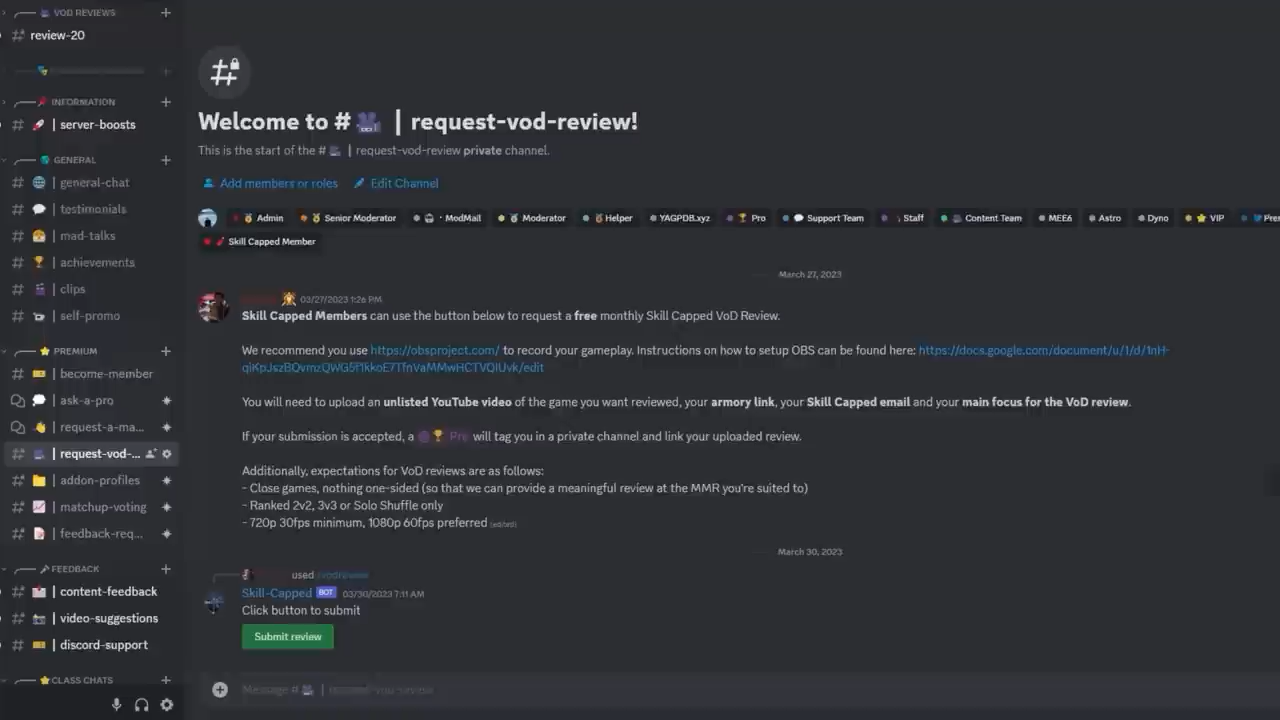 VOD REVIEWS
review-20
INFORMATION
| server-boosts
GENERAL
| general-chat
| testimonials
| mad-talks
| achievements
| clips
| self-promo
PREMIUM
| become-member
| ask-a-pro
| request-a-ma...
| request-vod-...
| addon-profiles
| matchup-voting
| feedback-req...
FEEDBACK
| content-feedback
| video-suggestions
| discord-support
CLASS CHATS
Welcome to # | request-vod-review!
This is the start of the # | request-vod-review private channel.
Add members or roles Edit Channel
Admin Senior Moderator · ModMail Moderator Helper YAGPDB.xyz Pro Support Team Staff Content Team MEE6 Astro Dyno VIP
Skill Capped Member
March 27, 2023
03/27/2023 1:26 PM
Skill Capped Members can use the button below to request a free monthly Skill Capped VoD Review.
We recommend you use https://obsproject.com/ to record your gameplay. Instructions on how to setup OBS can be found here: https://docs.google.com/document/u/1/d/1nH-
You will need to upload an unlisted YouTube video of the game you want reviewed, your armory link, your Skill Capped email and your main focus for the VoD review.
If your submission is accepted, a Pro will tag you in a private channel and link your uploaded review.
Additionally, expectations for VoD reviews are as follows:
- Close games, nothing one-sided (so that we can provide a meaningful review at the MMR you're suited to)
- Ranked 2v2, 3v3 or Solo Shuffle only
- 720p 30fps minimum, 1080p 60fps preferred (edited)
March 30, 2023
used
Skill-Capped BOT 03/30/2023 7:11 AM
Click button to submit
Submit review
Message # | request-vod-review